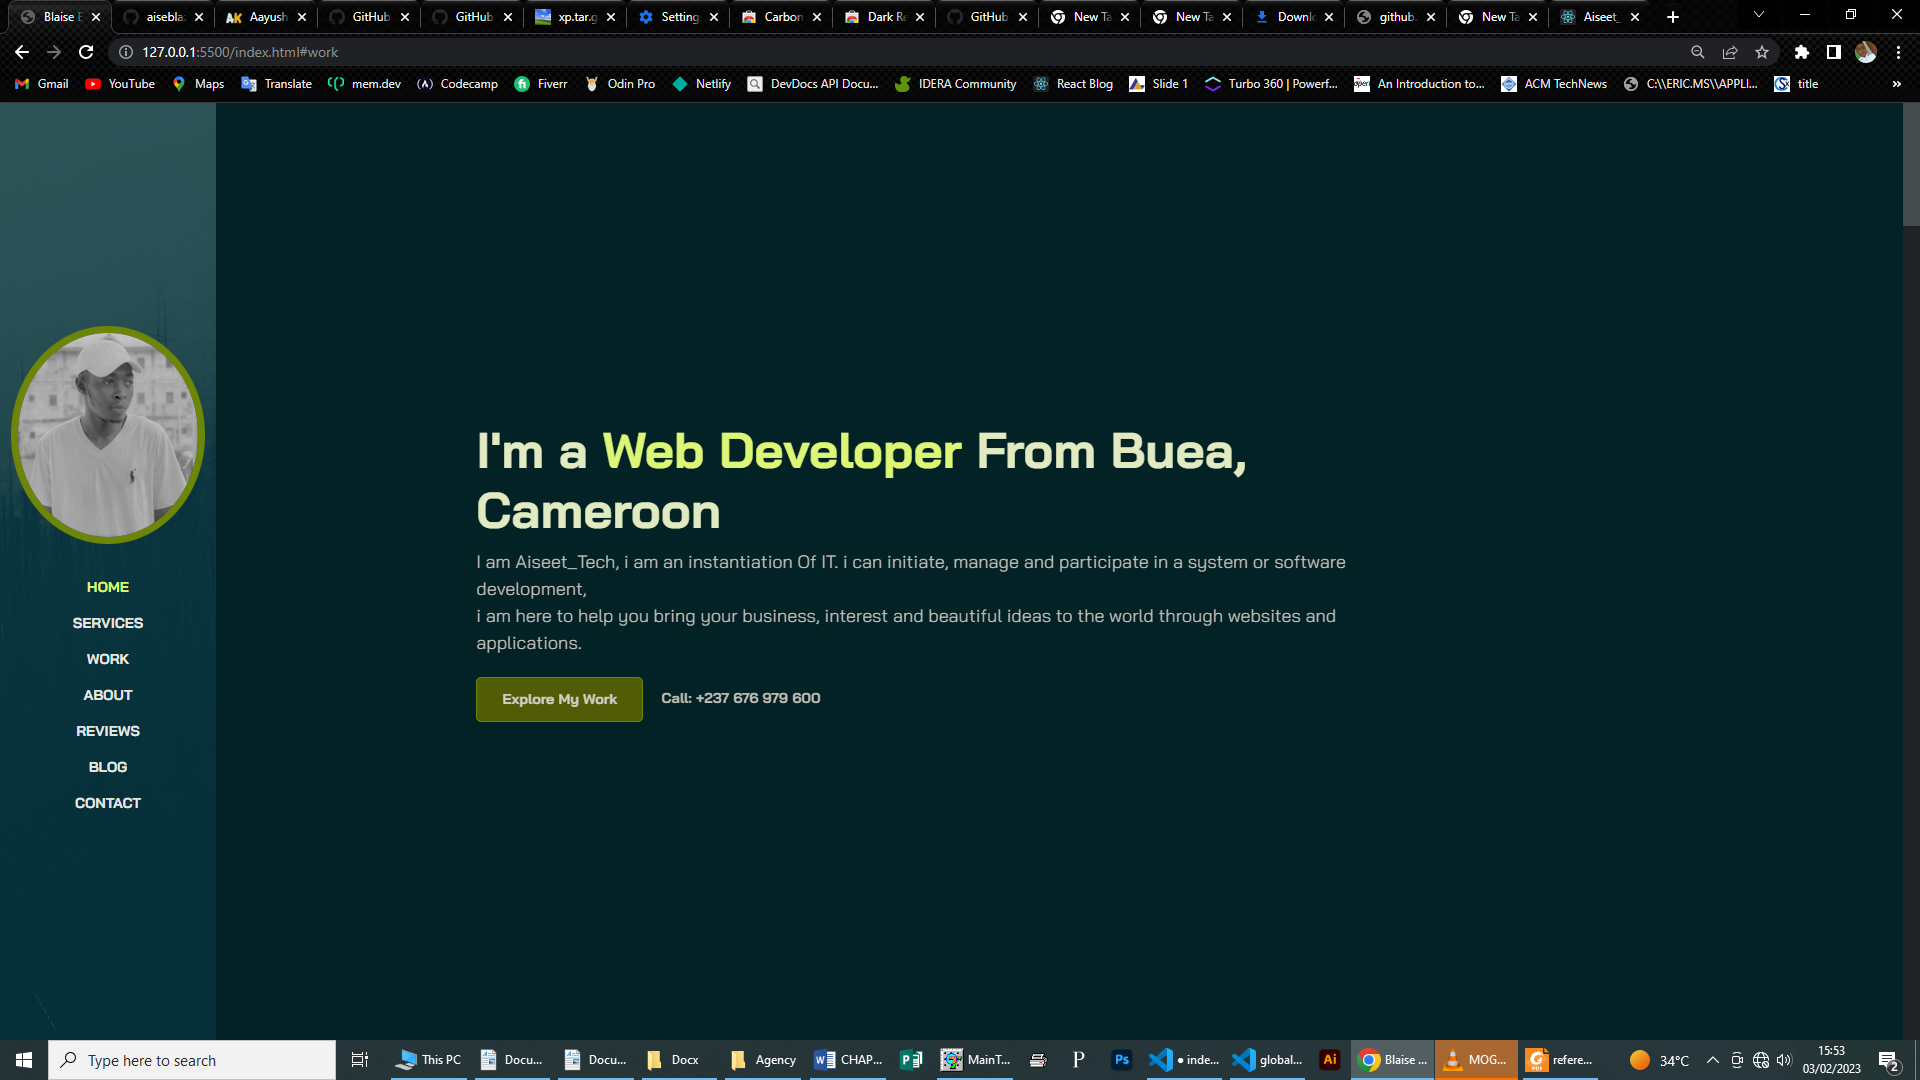 Blaise E
aisebla
Aayush
GitHub
GitHub
xp.tar.g
Setting
Carbon
Dark Re
GitHub
New Ta
New Ta
Downlo
github.
New Ta
Aiseet_
127.0.0.1:5500/index.html#work
Gmail
YouTube
Maps
Translate
mem.dev
Codecamp
Fiverr
Odin Pro
Netlify
DevDocs API Docu...
IDERA Community
React Blog
Slide 1
Turbo 360 | Powerf...
An Introduction to...
ACM TechNews
C:\\ERIC.MS\\APPLI...
title
HOME
SERVICES
WORK
ABOUT
REVIEWS
BLOG
CONTACT
I'm a Web Developer From Buea,
Cameroon
I am Aiseet_Tech, i am an instantiation Of IT. i can initiate, manage and participate in a system or software
development,
i am here to help you bring your business, interest and beautiful ideas to the world through websites and
applications.
Explore My Work
Call: +237 676 979 600
Type here to search
This PC
Docu...
Docu...
Docx
Agency
CHAP...
MainT...
P
Ps
● inde...
global...
Ai
Blaise ...
MOG...
refere...
34°C
15:53
03/02/2023
2